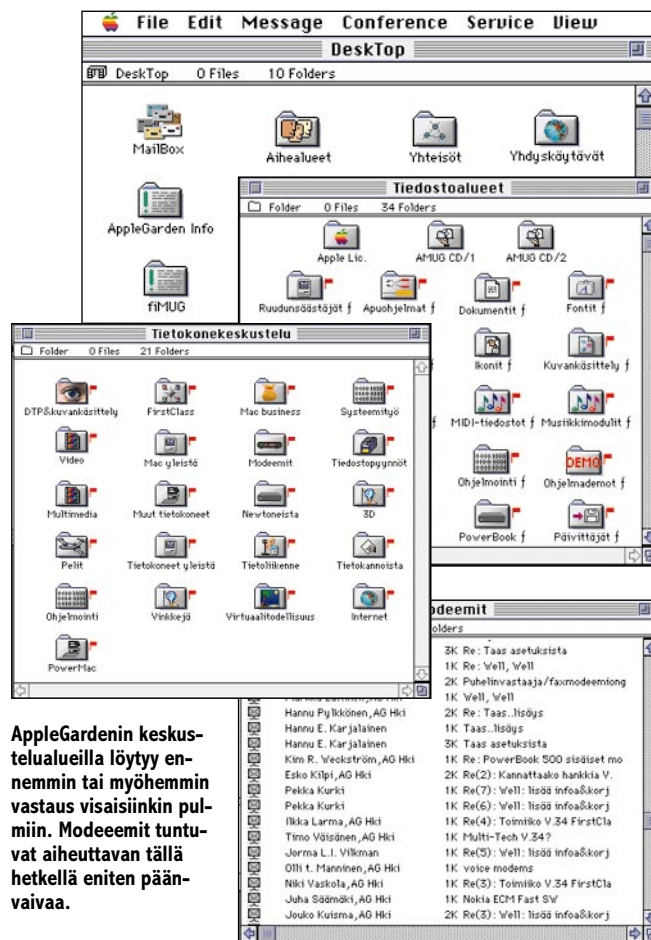 File Edit Message Conference Service View
DeskTop
DeskTop 0 Files 10 Folders
MailBox
Aihealueet
Yhteisöt
Yhdyskäytävät
AppleGarden Info
fiMUG
Tiedostoalueet
Folder 0 Files 34 Folders
Apple Lic.
AMUG CD/1
AMUG CD/2
Ruudunsäästäjät ƒ
Apuohjelmat ƒ
Dokumentit ƒ
Fontit ƒ
Ikonit ƒ
Kuvankäsittely ƒ
MIDI-tiedostot ƒ
Musiikkimodulit ƒ
Ohjelmointi ƒ
DEMO
Ohjelmademot ƒ
PowerBook ƒ
Päivittäjät ƒ
Tietokonekeskustelu
Folder 0 Files 21 Folders
DTP&kuvankäsittely
FirstClass
Mac business
Systeemityö
Video
Mac yleistä
Modeemit
Tiedostopyynnöt
Multimedia
Muut tietokoneet
Newtoneista
3D
Pelit
Tietokoneet yleistä
Tietoliikenne
Tietokannoista
Ohjelmointi
Vinkkejä
Virtuaalitodellisuus
Internet
PowerMac
odeemit
olders
3K Re: Taas asetuksista
1K Re: Well, Well
2K Puhelinvastaaja/faxmodeemiong
1K Well, Well
Hannu Pylkkönen,AG Hki 2K Re: Taas..lisäys
Hannu E. Karjalainen 1K Taas..lisäys
Hannu E. Karjalainen 3K Taas asetuksista
Kim R. Weckström,AG Hki 1K Re: PowerBook 500 sisäiset mo
Esko Kilpi,AG Hki 2K Re(2): Kannattaako hankkia V.
Pekka Kurki 1K Re(7): Well: lisää infoa&korj
Pekka Kurki 1K Re(6): Well: lisää infoa&korj
Ilkka Larma,AG Hki 1K Re(4): Toimiiko V.34 FirstCla
Timo Väisänen,AG Hki 1K Multi-Tech V.34?
Jorma L.I. Vilkman 1K Re(5): Well: lisää infoa&korj
Olli t. Manninen,AG Hki 1K voice modems
Niki Vaskola,AG Hki 1K Re(3): Toimiiko V.34 FirstCla
Juha Säämäki,AG Hki 1K Nokia ECM Fast SW
Jouko Kuisma,AG Hki 2K Re(3): Well: lisää infoa&korj
AppleGardenin keskus-
telualueilla löytyy en-
nemmin tai myöhemmin
vastaus visaisiinkin pul-
miin. Modeeemit tuntu-
vat aiheuttavan tällä
hetkellä eniten pään-
vaivaa.